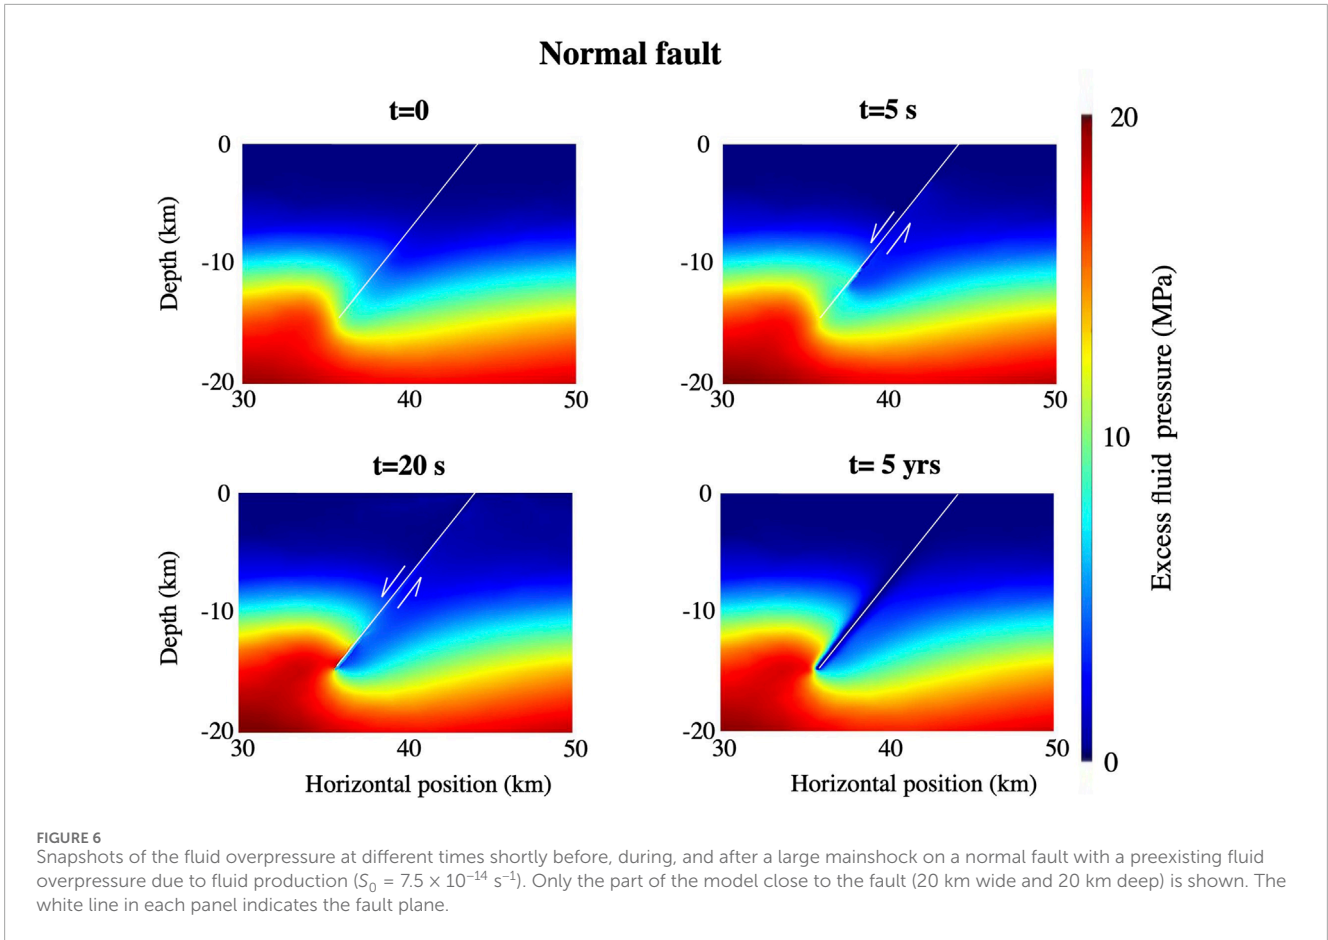 Normal fault
t=0
t=5 s
0
-10
-20
30
40
50
Depth (km)
0
-10
-20
30
40
50
t=20 s
t= 5 yrs
0
-10
-20
30
40
50
Depth (km)
Horizontal position (km)
0
-10
-20
30
40
50
Horizontal position (km)
20
10
0
Excess fluid pressure (MPa)
FIGURE 6
Snapshots of the fluid overpressure at different times shortly before, during, and after a large mainshock on a normal fault with a preexisting fluid
overpressure due to fluid production (S₀ = 7.5 × 10⁻¹⁴ s⁻¹). Only the part of the model close to the fault (20 km wide and 20 km deep) is shown. The
white line in each panel indicates the fault plane.